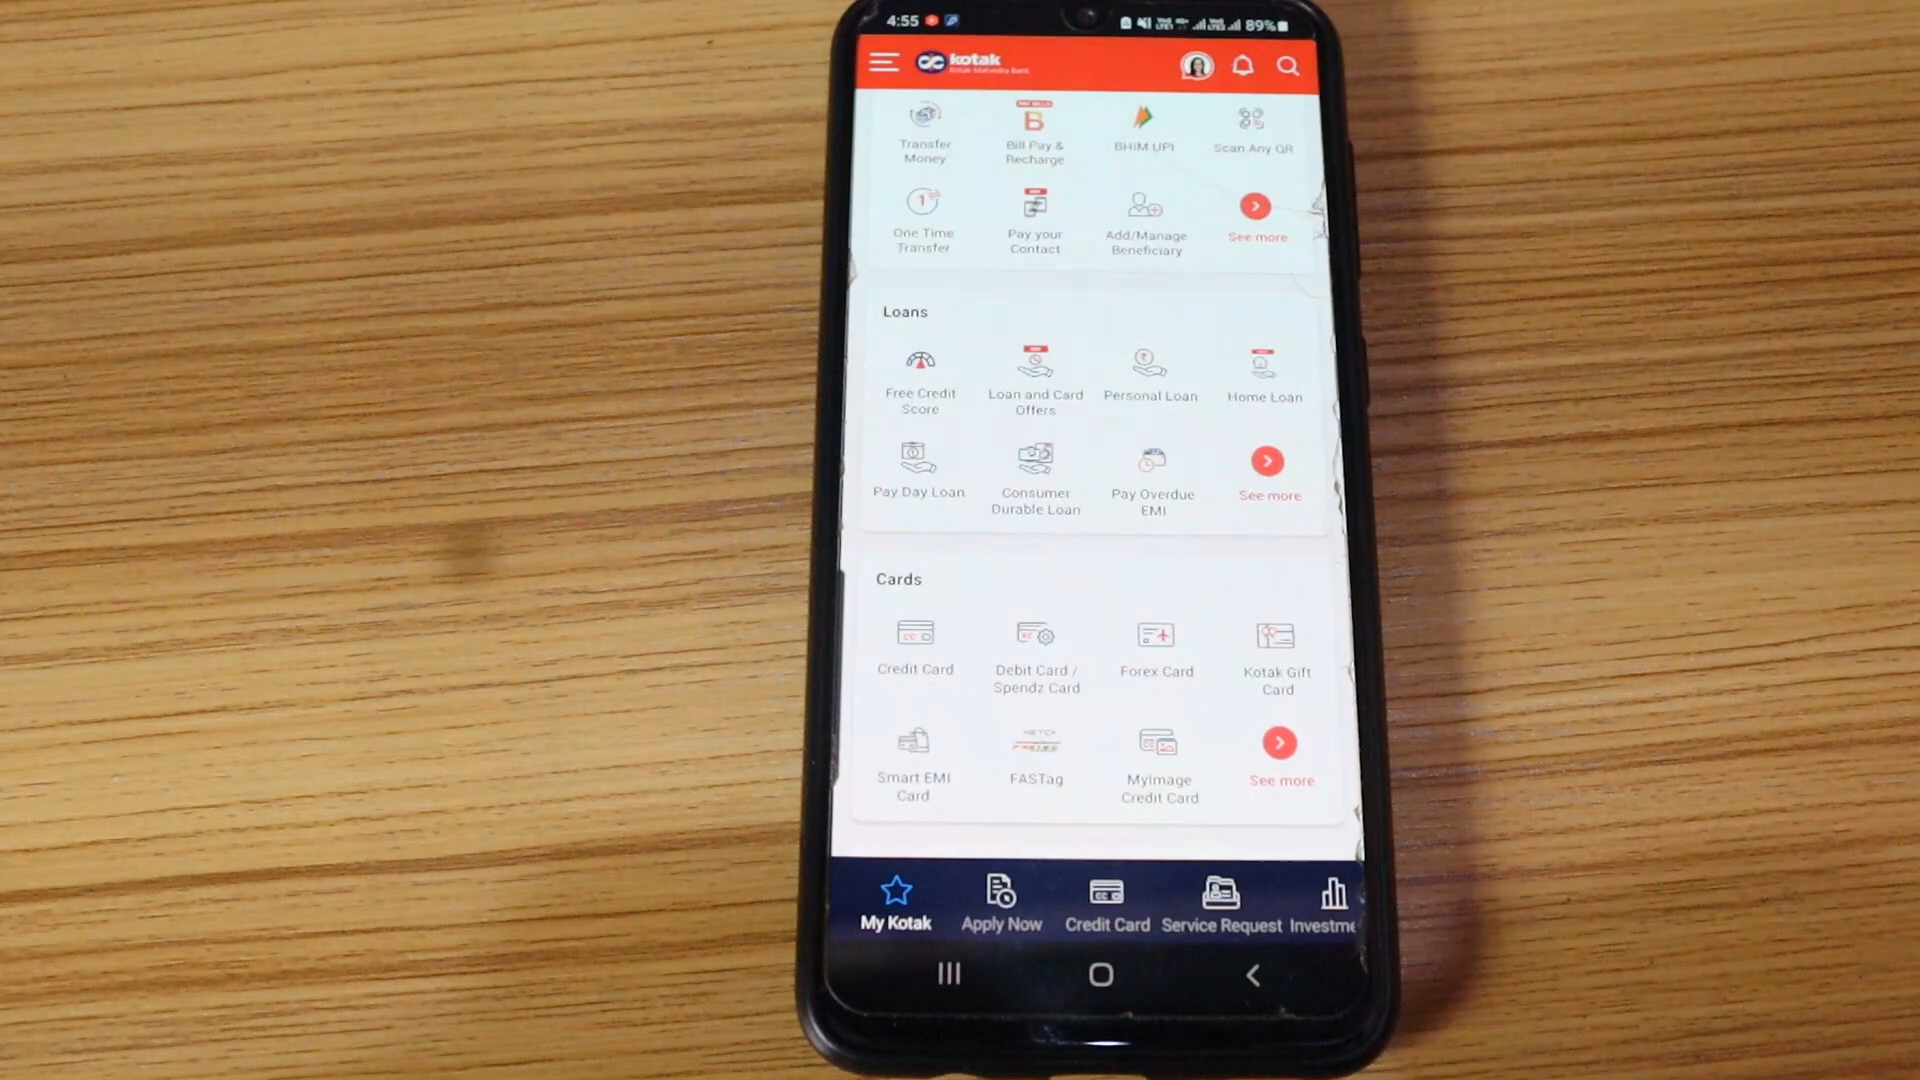 4:55 89%
kotak
Kotak Mahindra Bank
Transfer Money
Bill Pay & Recharge
BHIM UPI
Scan Any QR
One Time Transfer
Pay your Contact
Add/Manage Beneficiary
See more
Loans
Free Credit Score
Loan and Card Offers
Personal Loan
Home Loan
Pay Day Loan
Consumer Durable Loan
Pay Overdue EMI
See more
Cards
Credit Card
Debit Card / Spendz Card
Forex Card
Kotak Gift Card
Smart EMI Card
FASTag
MyImage Credit Card
See more
My Kotak
Apply Now
Credit Card
Service Request
Investme